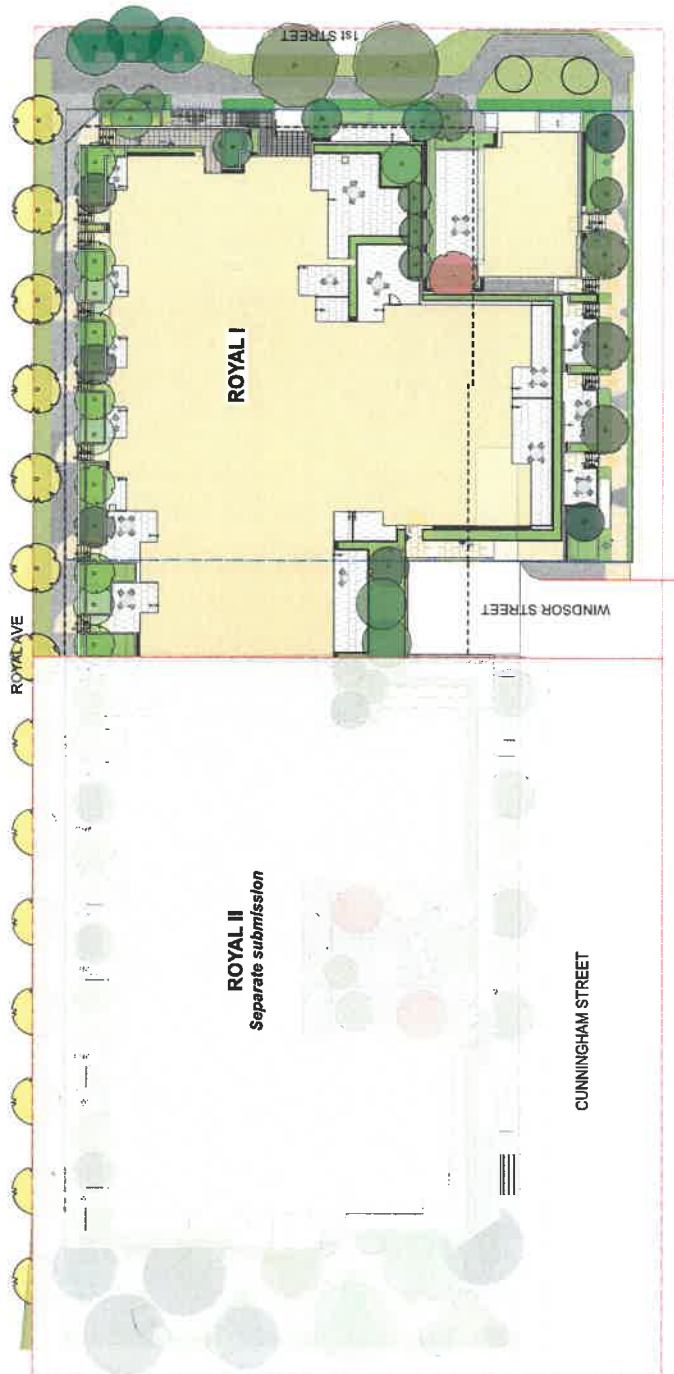 1st STREET
ROYAL I
WINDSOR STREET
ROYAL AVE
ROYAL II
Separate submission
CUNNINGHAM STREET